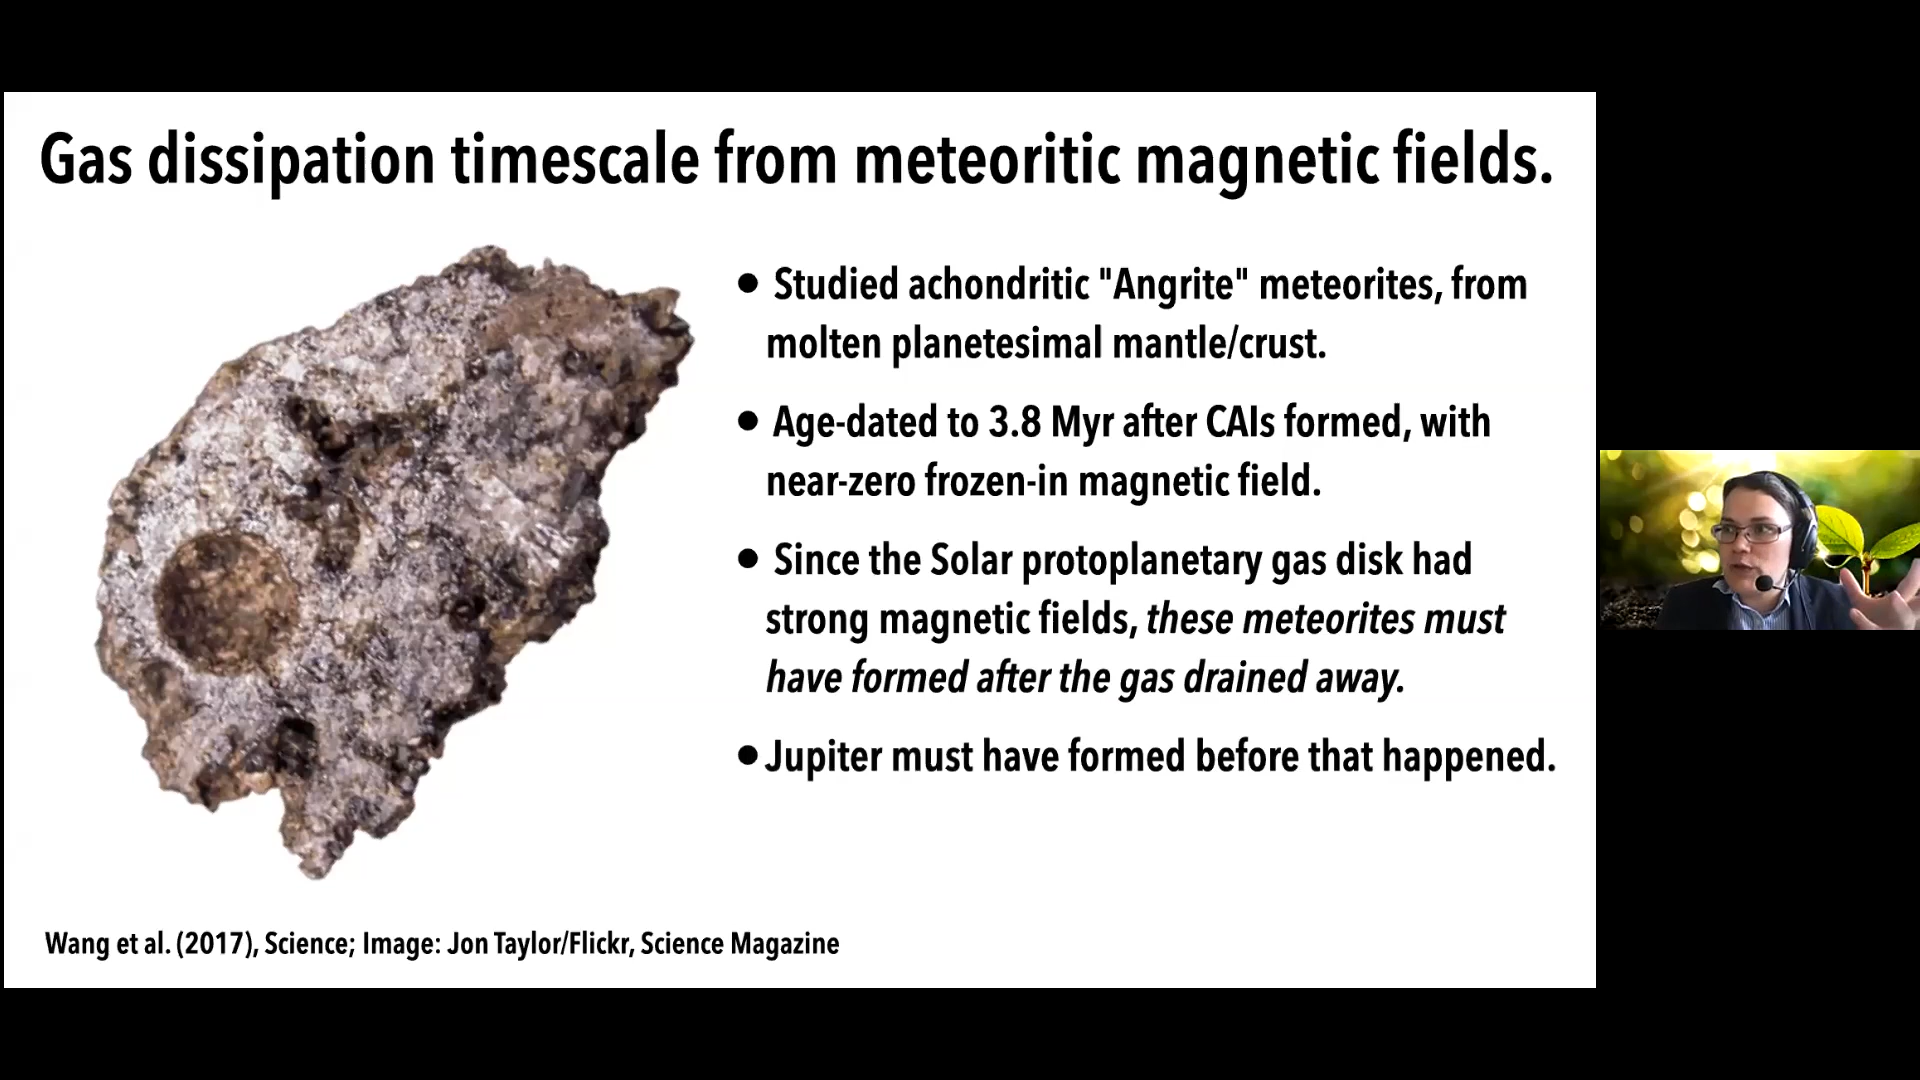 Gas dissipation timescale from meteoritic magnetic fields.
• Studied achondritic "Angrite" meteorites, from
molten planetesimal mantle/crust.
• Age-dated to 3.8 Myr after CAIs formed, with
near-zero frozen-in magnetic field.
• Since the Solar protoplanetary gas disk had
strong magnetic fields, these meteorites must
have formed after the gas drained away.
• Jupiter must have formed before that happened.
Wang et al. (2017), Science; Image: Jon Taylor/Flickr, Science Magazine